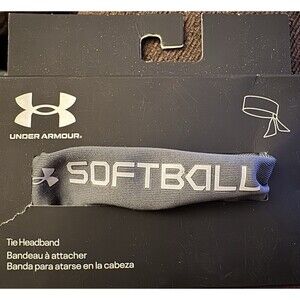 UNDER ARMOUR®
SOFTBALL
Tie Headband
Bandeau à attacher
Banda para atarse en la cabeza